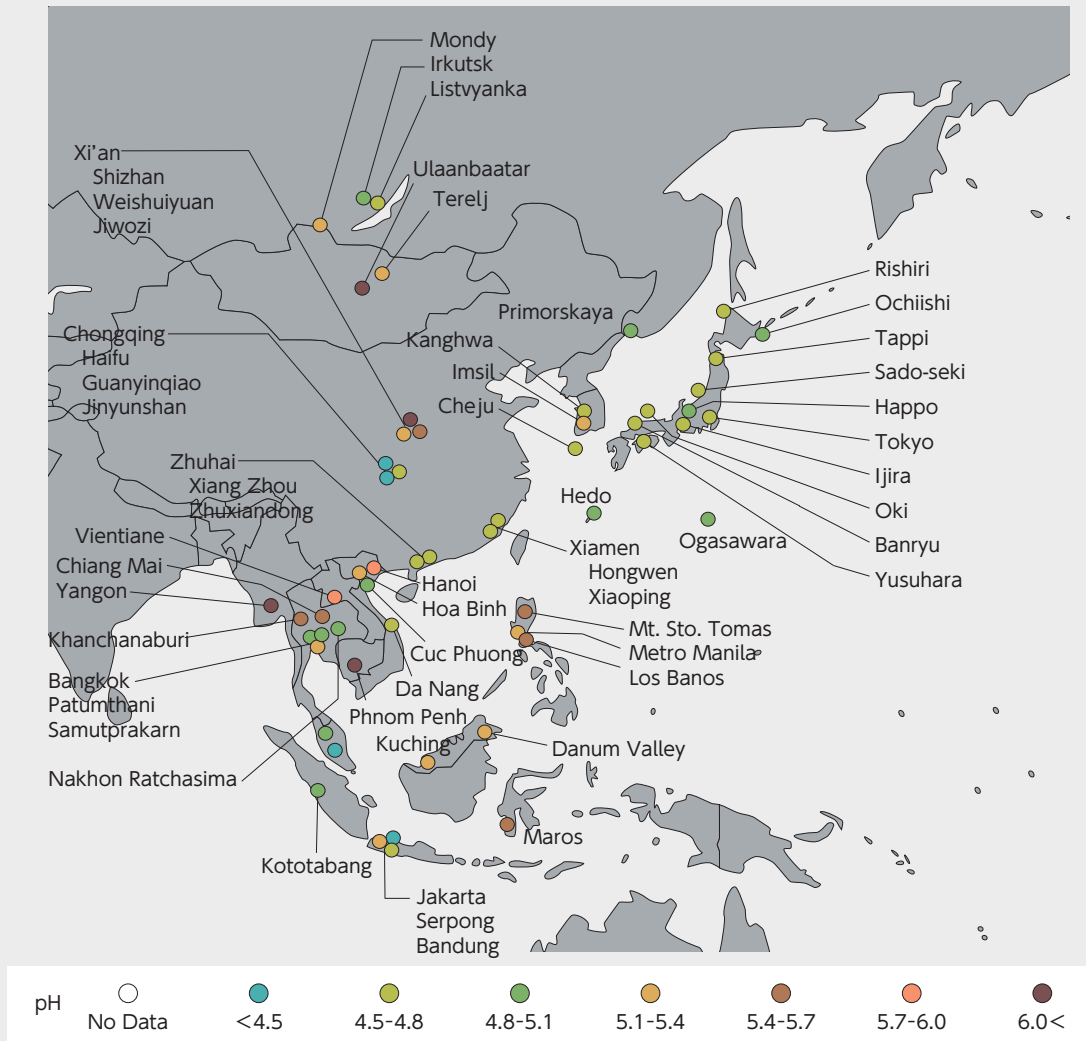 Mondy
Irkutsk
Listvyanka
Xi'an
Shizhan
Weishuiyuan
Jiwozi
Ulaanbaatar
Terelj
Rishiri
Ochiishi
Primorskaya
Chongqing
Haifu
Guanyinqiao
Jinyunshan
Kanghwa
Tappi
Imsil
Sado-seki
Cheju
Happo
Tokyo
Zhuhai
Xiang Zhou
Zhuxiandong
Ijira
Hedo
Oki
Vientiane
Ogasawara
Banryu
Xiamen
Hongwen
Xiaoping
Chiang Mai
Yusuhara
Yangon
Hanoi
Hoa Binh
Khanchanaburi
Mt. Sto. Tomas
Metro Manila
Los Banos
Cuc Phuong
Bangkok
Patumthani
Samutprakarn
Da Nang
Phnom Penh
Kuching
Danum Valley
Nakhon Ratchasima
Maros
Kototabang
Jakarta
Serpong
Bandung
pH
No Data <4.5 4.5-4.8 4.8-5.1 5.1-5.4 5.4-5.7 5.7-6.0 6.0<